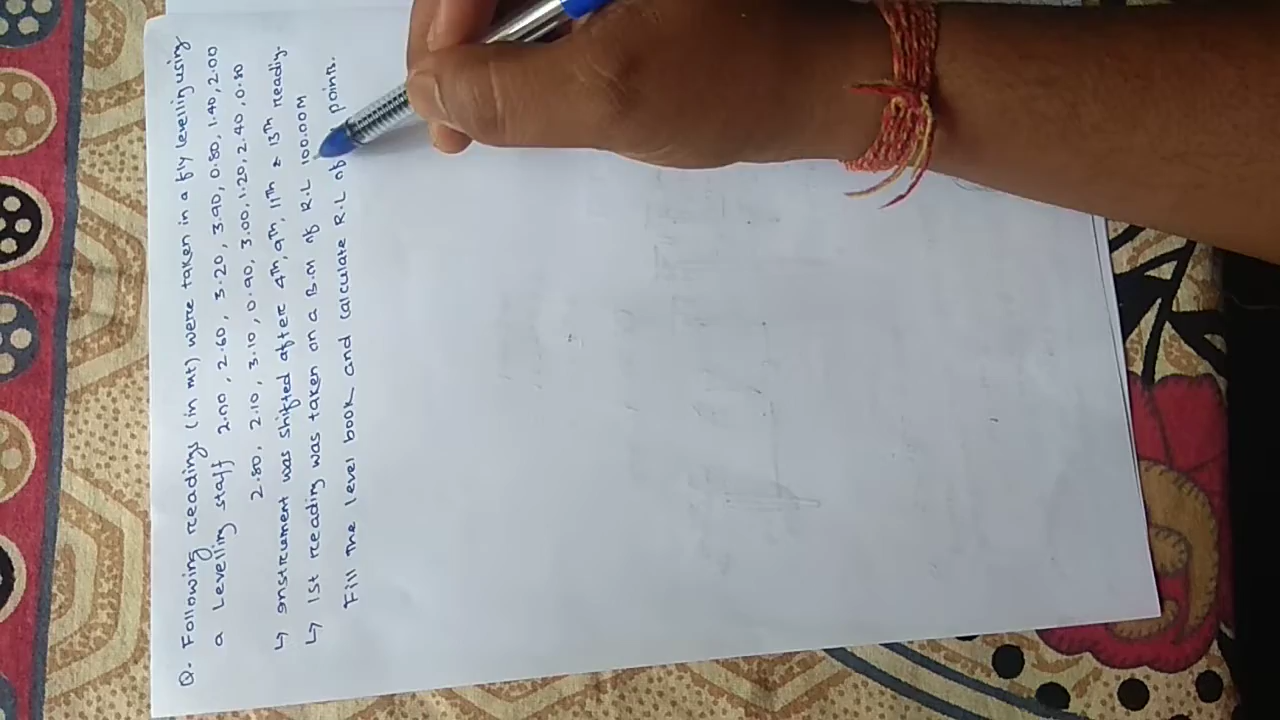 Q. Following readings (in mt) were taken in a fly levelling using
a Levelling staff 2.00, 2.60, 3.20, 3.90, 0.80, 1.40, 2.00
2.80, 2.10, 3.10, 0.90, 3.00, 1.20, 2.40, 0.80
↳ Instrument was shifted after 4th, 9th, 11th & 13th readig.
↳ 1st reading was taken on a B.M of R.L 100.00M
Fill the level book and calculate R.L of points.